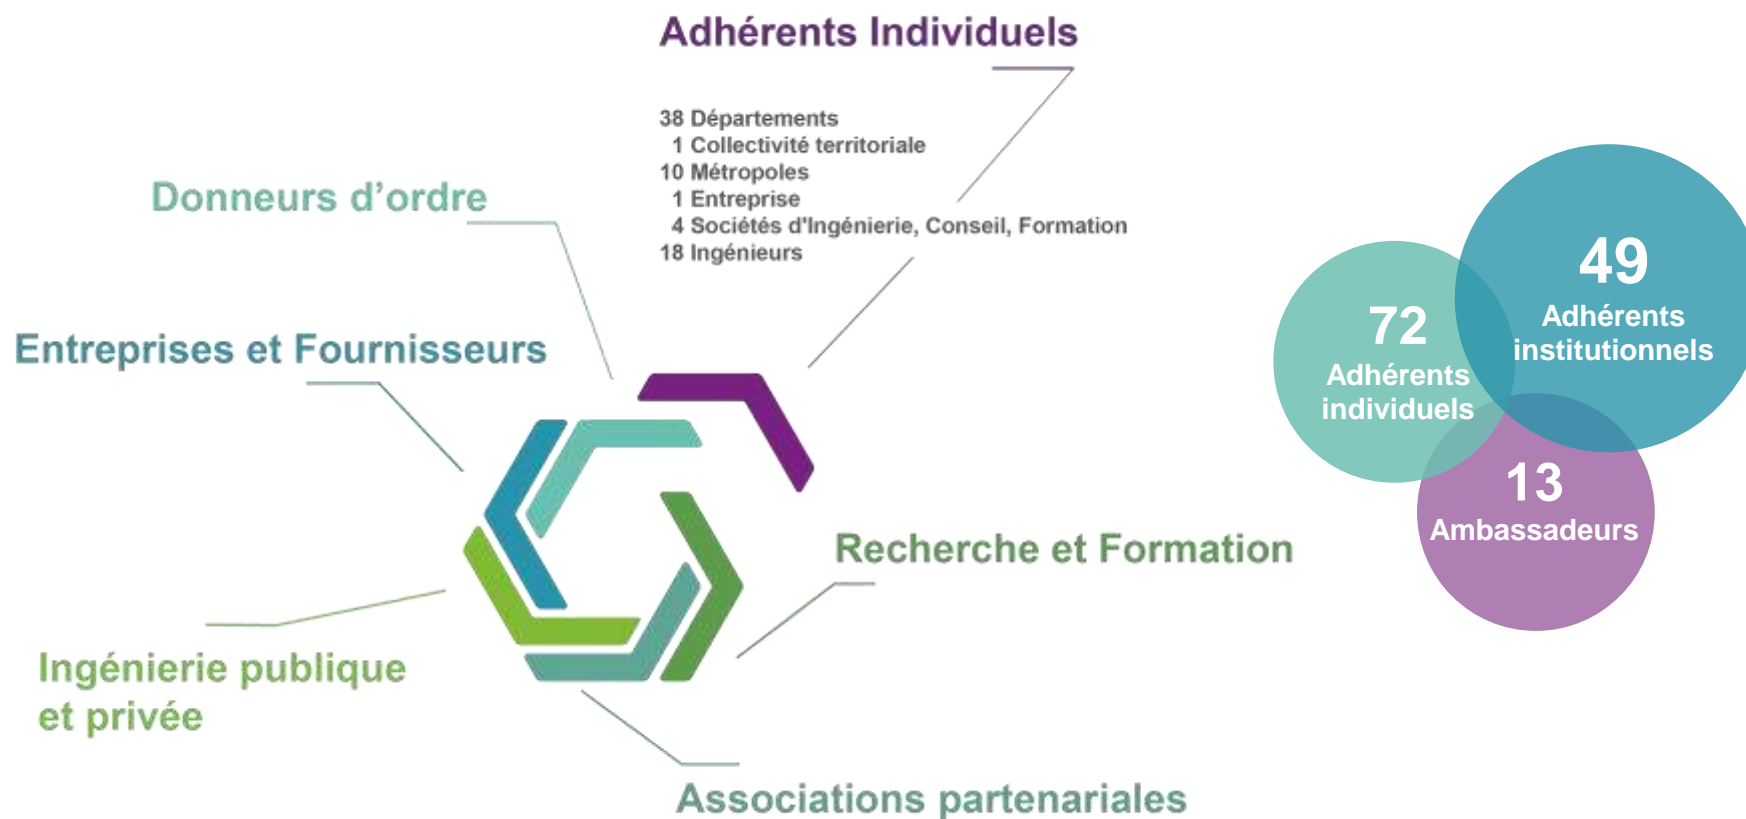 Adhérents Individuels
38 Départements
1 Collectivité territoriale
10 Métropoles
1 Entreprise
4 Sociétés d'Ingénierie, Conseil, Formation
18 Ingénieurs
Donneurs d’ordre
Entreprises et Fournisseurs
Ingénierie publique
et privée
Associations partenariales
Recherche et Formation
72
Adhérents
individuels
49
Adhérents
institutionnels
13
Ambassadeurs